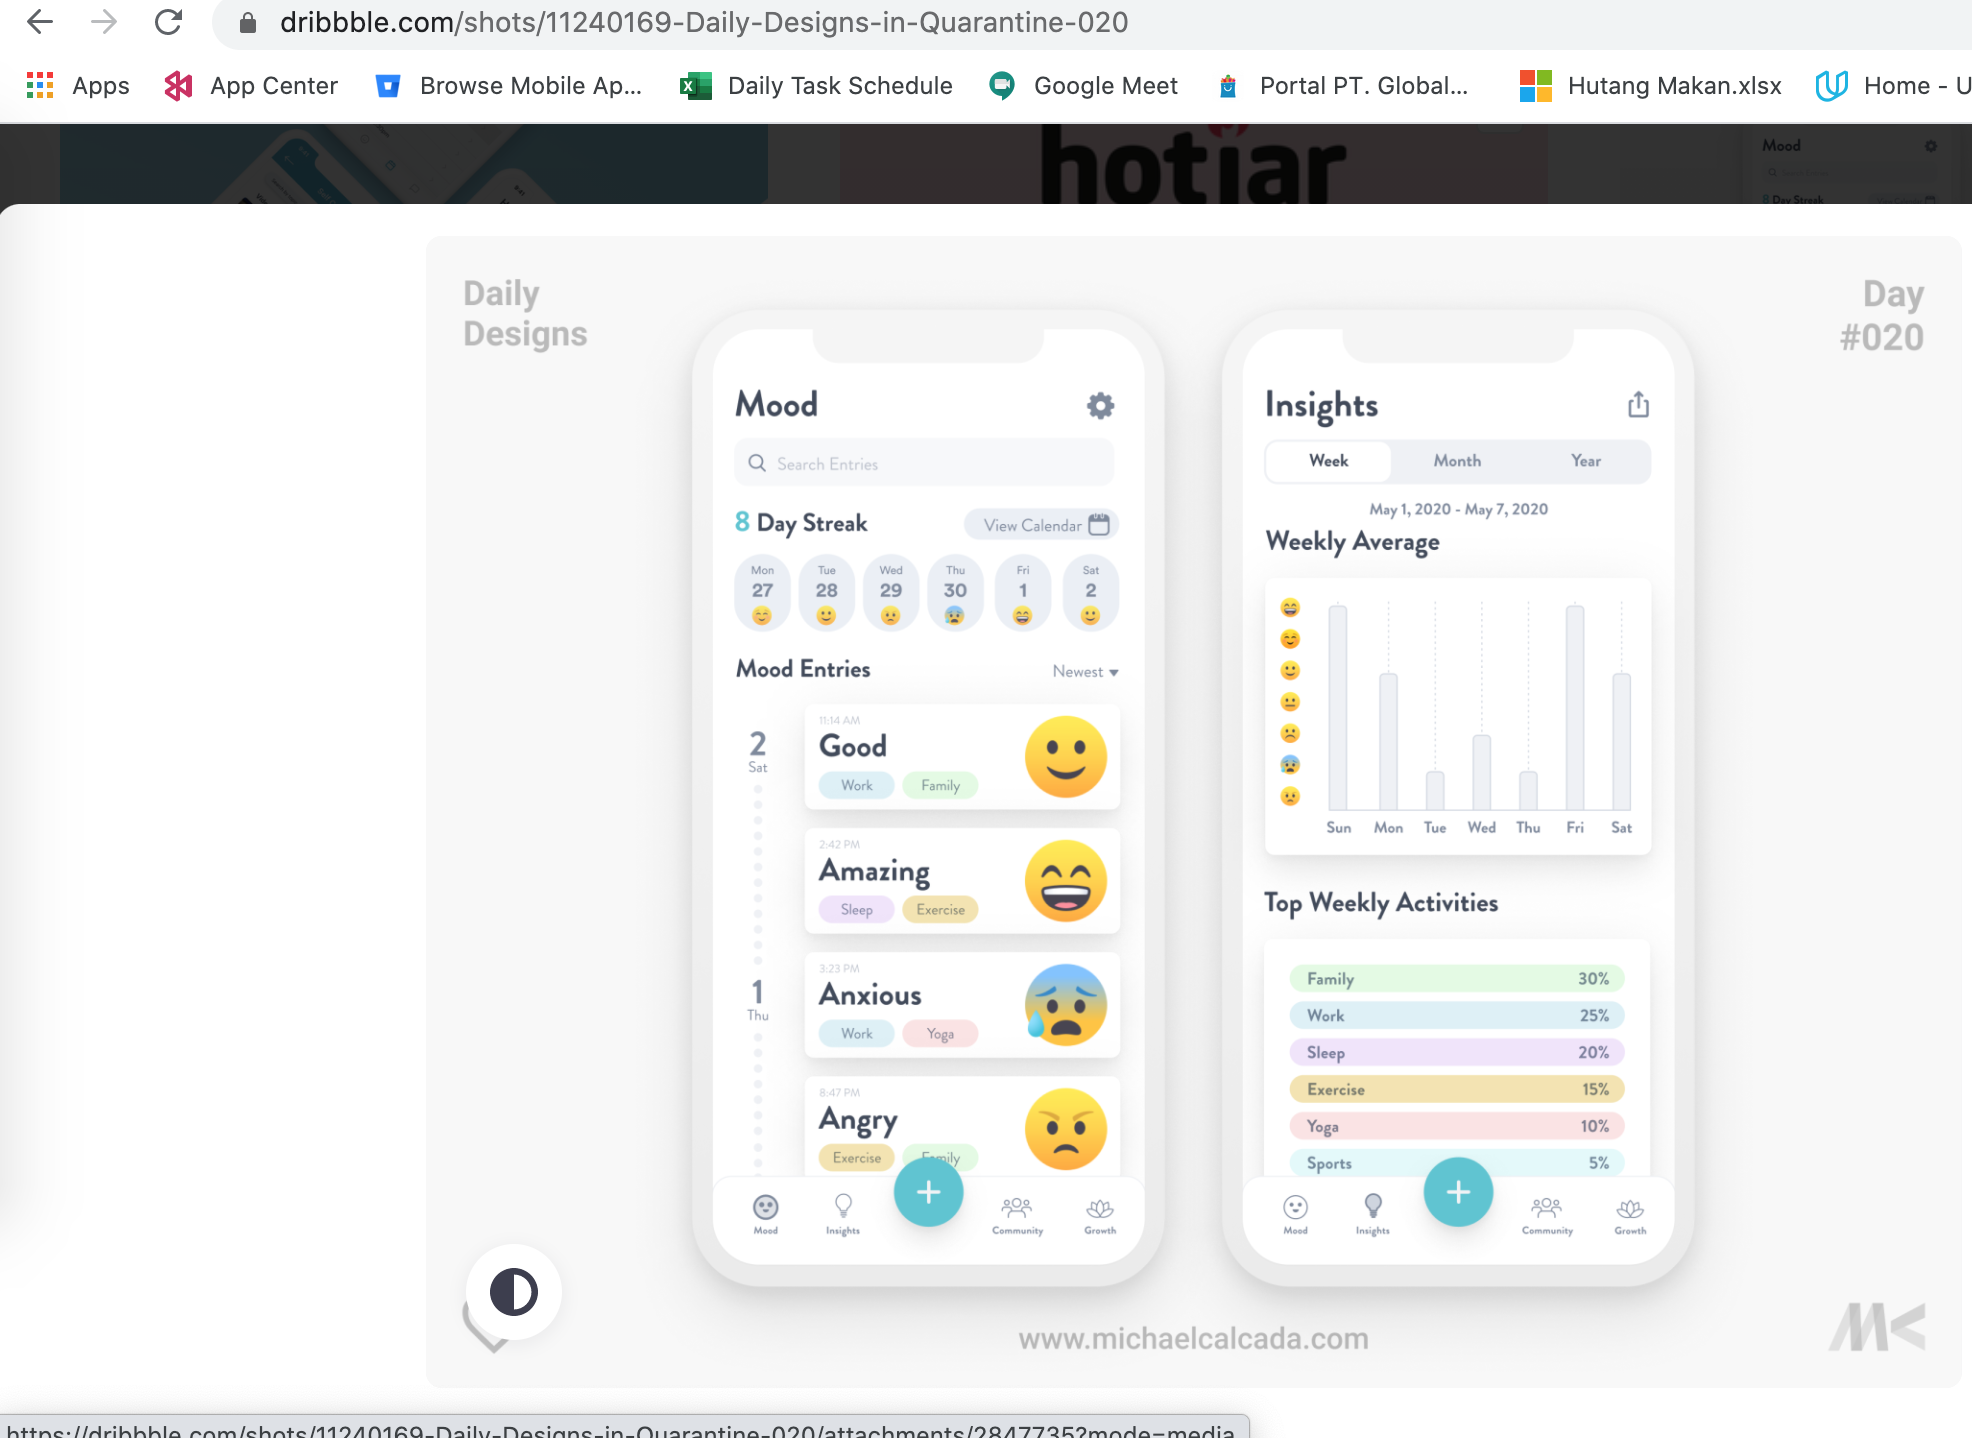 dribbble.com/shots/11240169-Daily-Designs-in-Quarantine-020
Apps
App Center
Browse Mobile Ap...
Daily Task Schedule
Google Meet
Portal PT. Global...
Hutang Makan.xlsx
Home - U
hotjar
Mood
8 Day Streak
Daily
Designs
Day
#020
Mood
Search Entries
8 Day Streak
View Calendar
Mon Tue Wed Thu Fri Sat
27 28 29 30 1 2
Mood Entries
Newest
2
Sat
11:14 AM
Good
Work Family
2:42 PM
Amazing
Sleep Exercise
1
Thu
3:23 PM
Anxious
Work Yoga
8:47 PM
Angry
Exercise Family
+
Mood Insights Community Growth
Insights
Week Month Year
May 1, 2020 - May 7, 2020
Weekly Average
Sun Mon Tue Wed Thu Fri Sat
Top Weekly Activities
Family 30%
Work 25%
Sleep 20%
Exercise 15%
Yoga 10%
Sports 5%
+
Mood Insights Community Growth
www.michaelcalcada.com
MK
https://dribbble.com/shots/11240169-Daily-Designs-in-Quarantine-020/attachments/2847735?mode=media